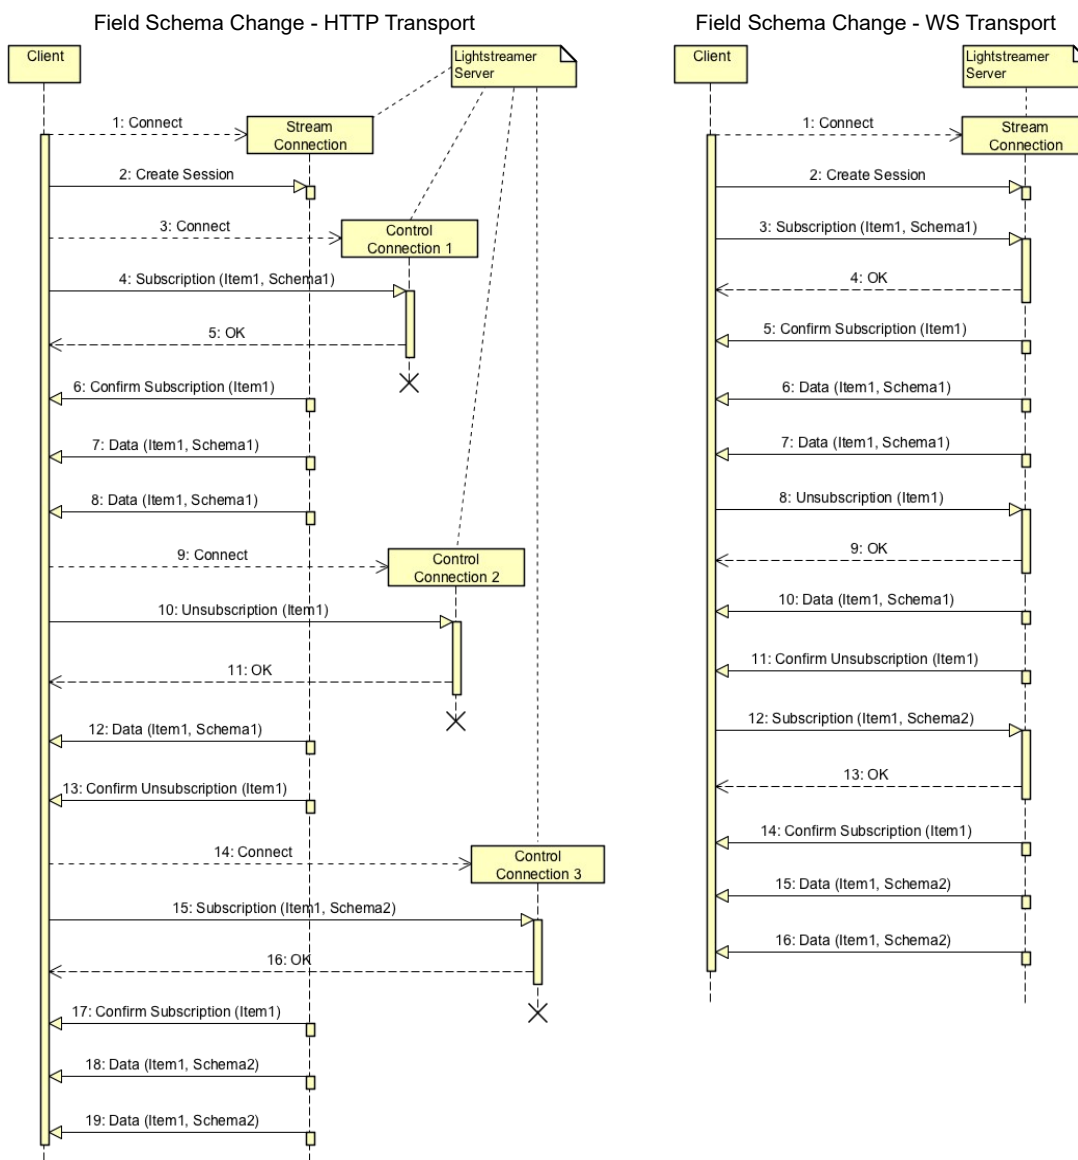 Field Schema Change - HTTP Transport
Client
Lightstreamer
Server
1: Connect
Stream
Connection
2: Create Session
3: Connect
Control
Connection 1
4: Subscription (Item1, Schema1)
5: OK
6: Confirm Subscription (Item1)
7: Data (Item1, Schema1)
8: Data (Item1, Schema1)
9: Connect
Control
Connection 2
10: Unsubscription (Item1)
11: OK
12: Data (Item1, Schema1)
13: Confirm Unsubscription (Item1)
14: Connect
Control
Connection 3
15: Subscription (Item1, Schema2)
16: OK
17: Confirm Subscription (Item1)
18: Data (Item1, Schema2)
19: Data (Item1, Schema2)
Field Schema Change - WS Transport
Client
Lightstreamer
Server
1: Connect
Stream
Connection
2: Create Session
3: Subscription (Item1, Schema1)
4: OK
5: Confirm Subscription (Item1)
6: Data (Item1, Schema1)
7: Data (Item1, Schema1)
8: Unsubscription (Item1)
9: OK
10: Data (Item1, Schema1)
11: Confirm Unsubscription (Item1)
12: Subscription (Item1, Schema2)
13: OK
14: Confirm Subscription (Item1)
15: Data (Item1, Schema2)
16: Data (Item1, Schema2)